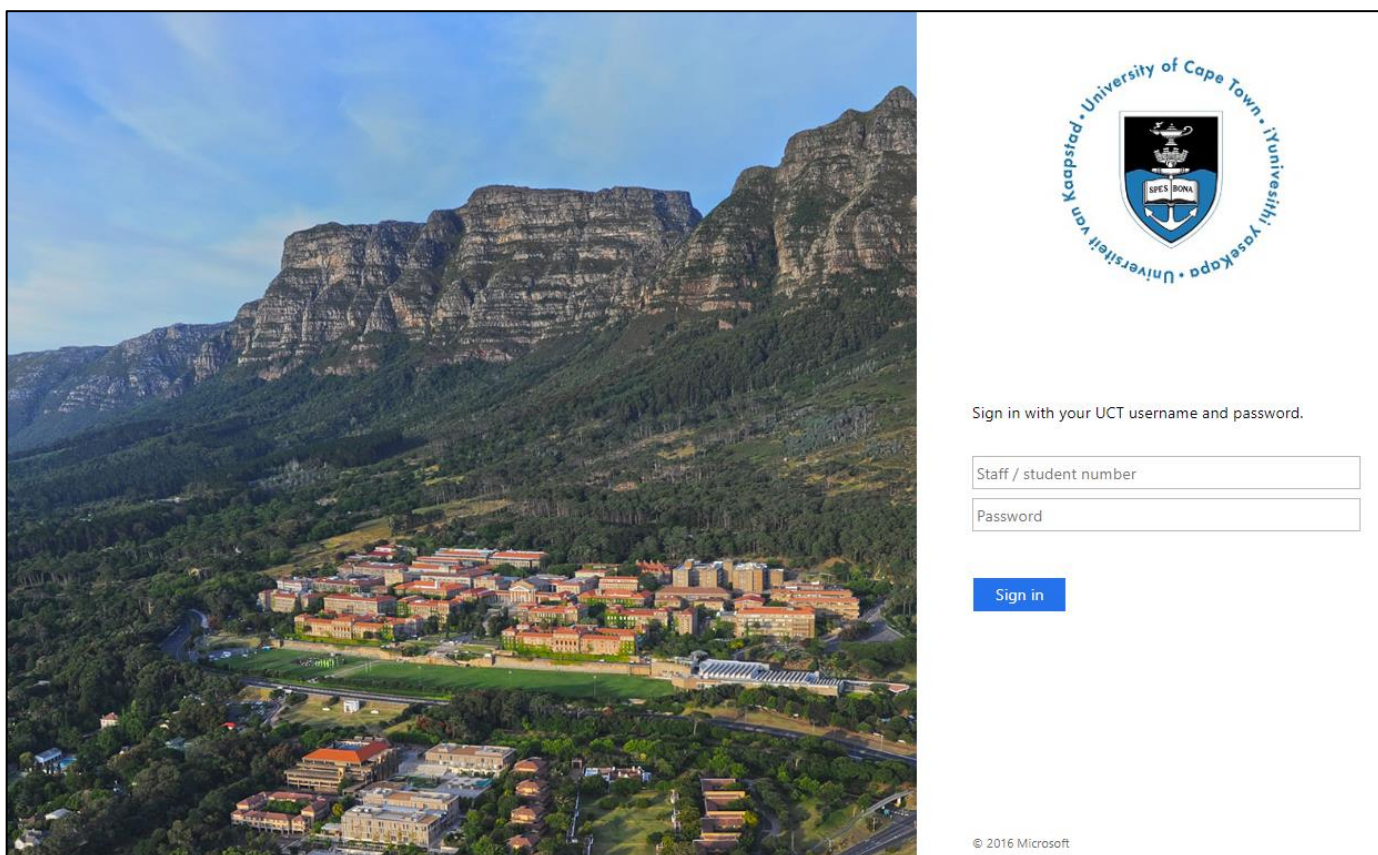 University of Cape Town • iYunivesithi yaseKapa • Universiteit van Kaapstad •
SPES BONA
Sign in with your UCT username and password.
Staff / student number
Password
Sign in
© 2016 Microsoft